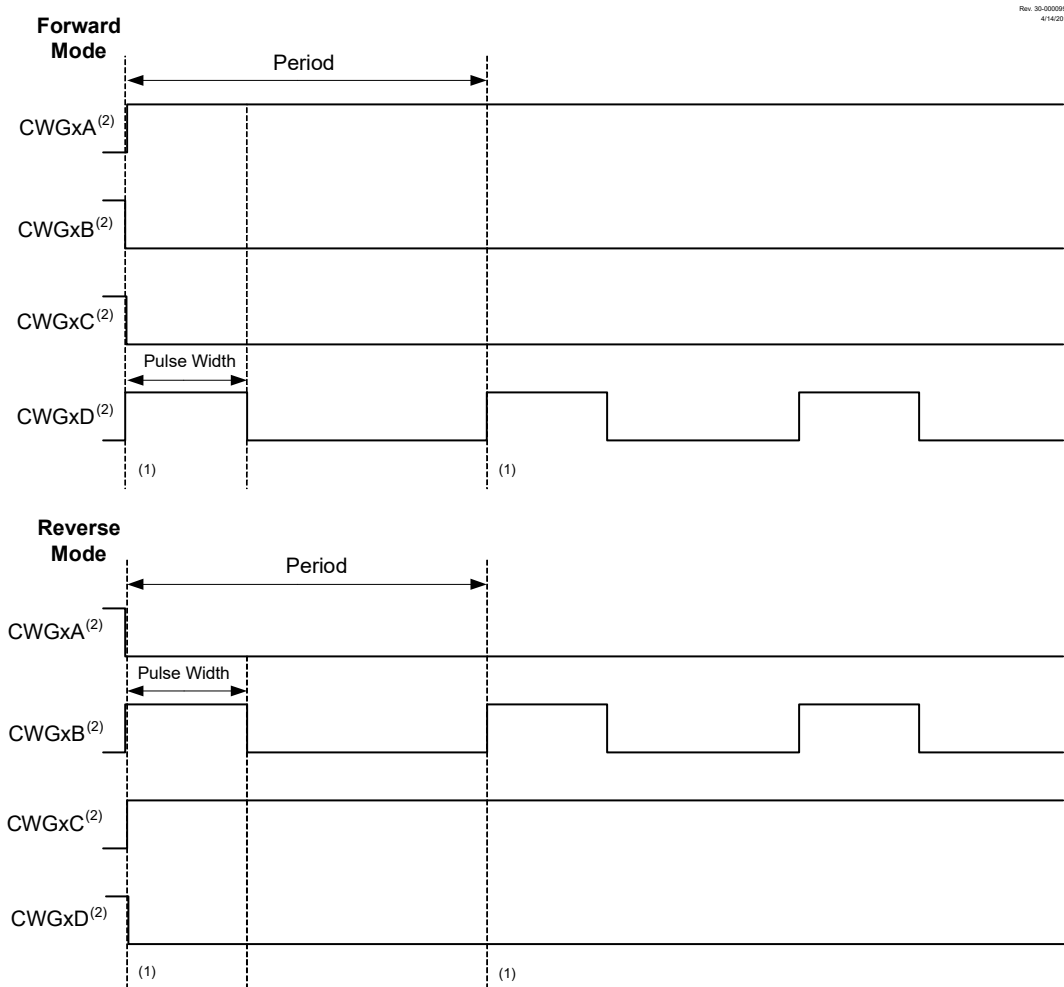 Rev. 30-000099
4/14/20
Forward
Mode
Period
CWGxA(2)
CWGxB(2)
CWGxC(2)
Pulse Width
CWGxD(2)
(1)
(1)
Reverse
Mode
Period
CWGxA(2)
Pulse Width
CWGxB(2)
CWGxC(2)
CWGxD(2)
(1)
(1)